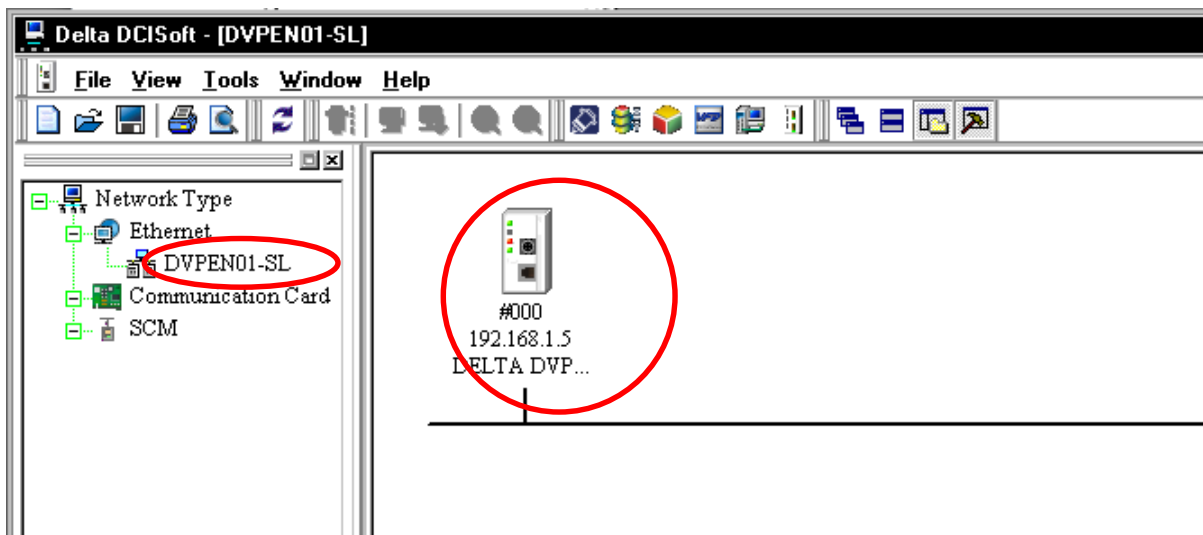 Delta DCISoft - [DVPEN01-SL]
File View Tools Window Help
Network Type
Ethernet
DVPEN01-SL
Communication Card
SCM
#000
192.168.1.5
DELTA DVP...